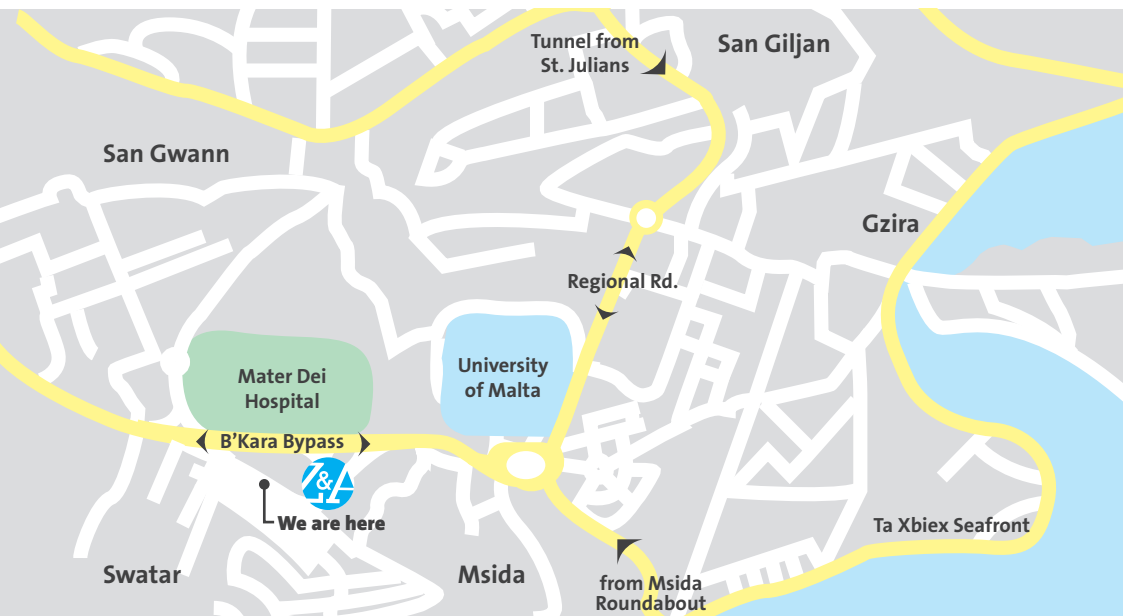 Tunnel from
St. Julians
San Giljan
San Gwann
Gzira
Regional Rd.
University
of Malta
Mater Dei
Hospital
B'Kara Bypass
Z&A
We are here
Ta Xbiex Seafront
Swatar
Msida
from Msida
Roundabout